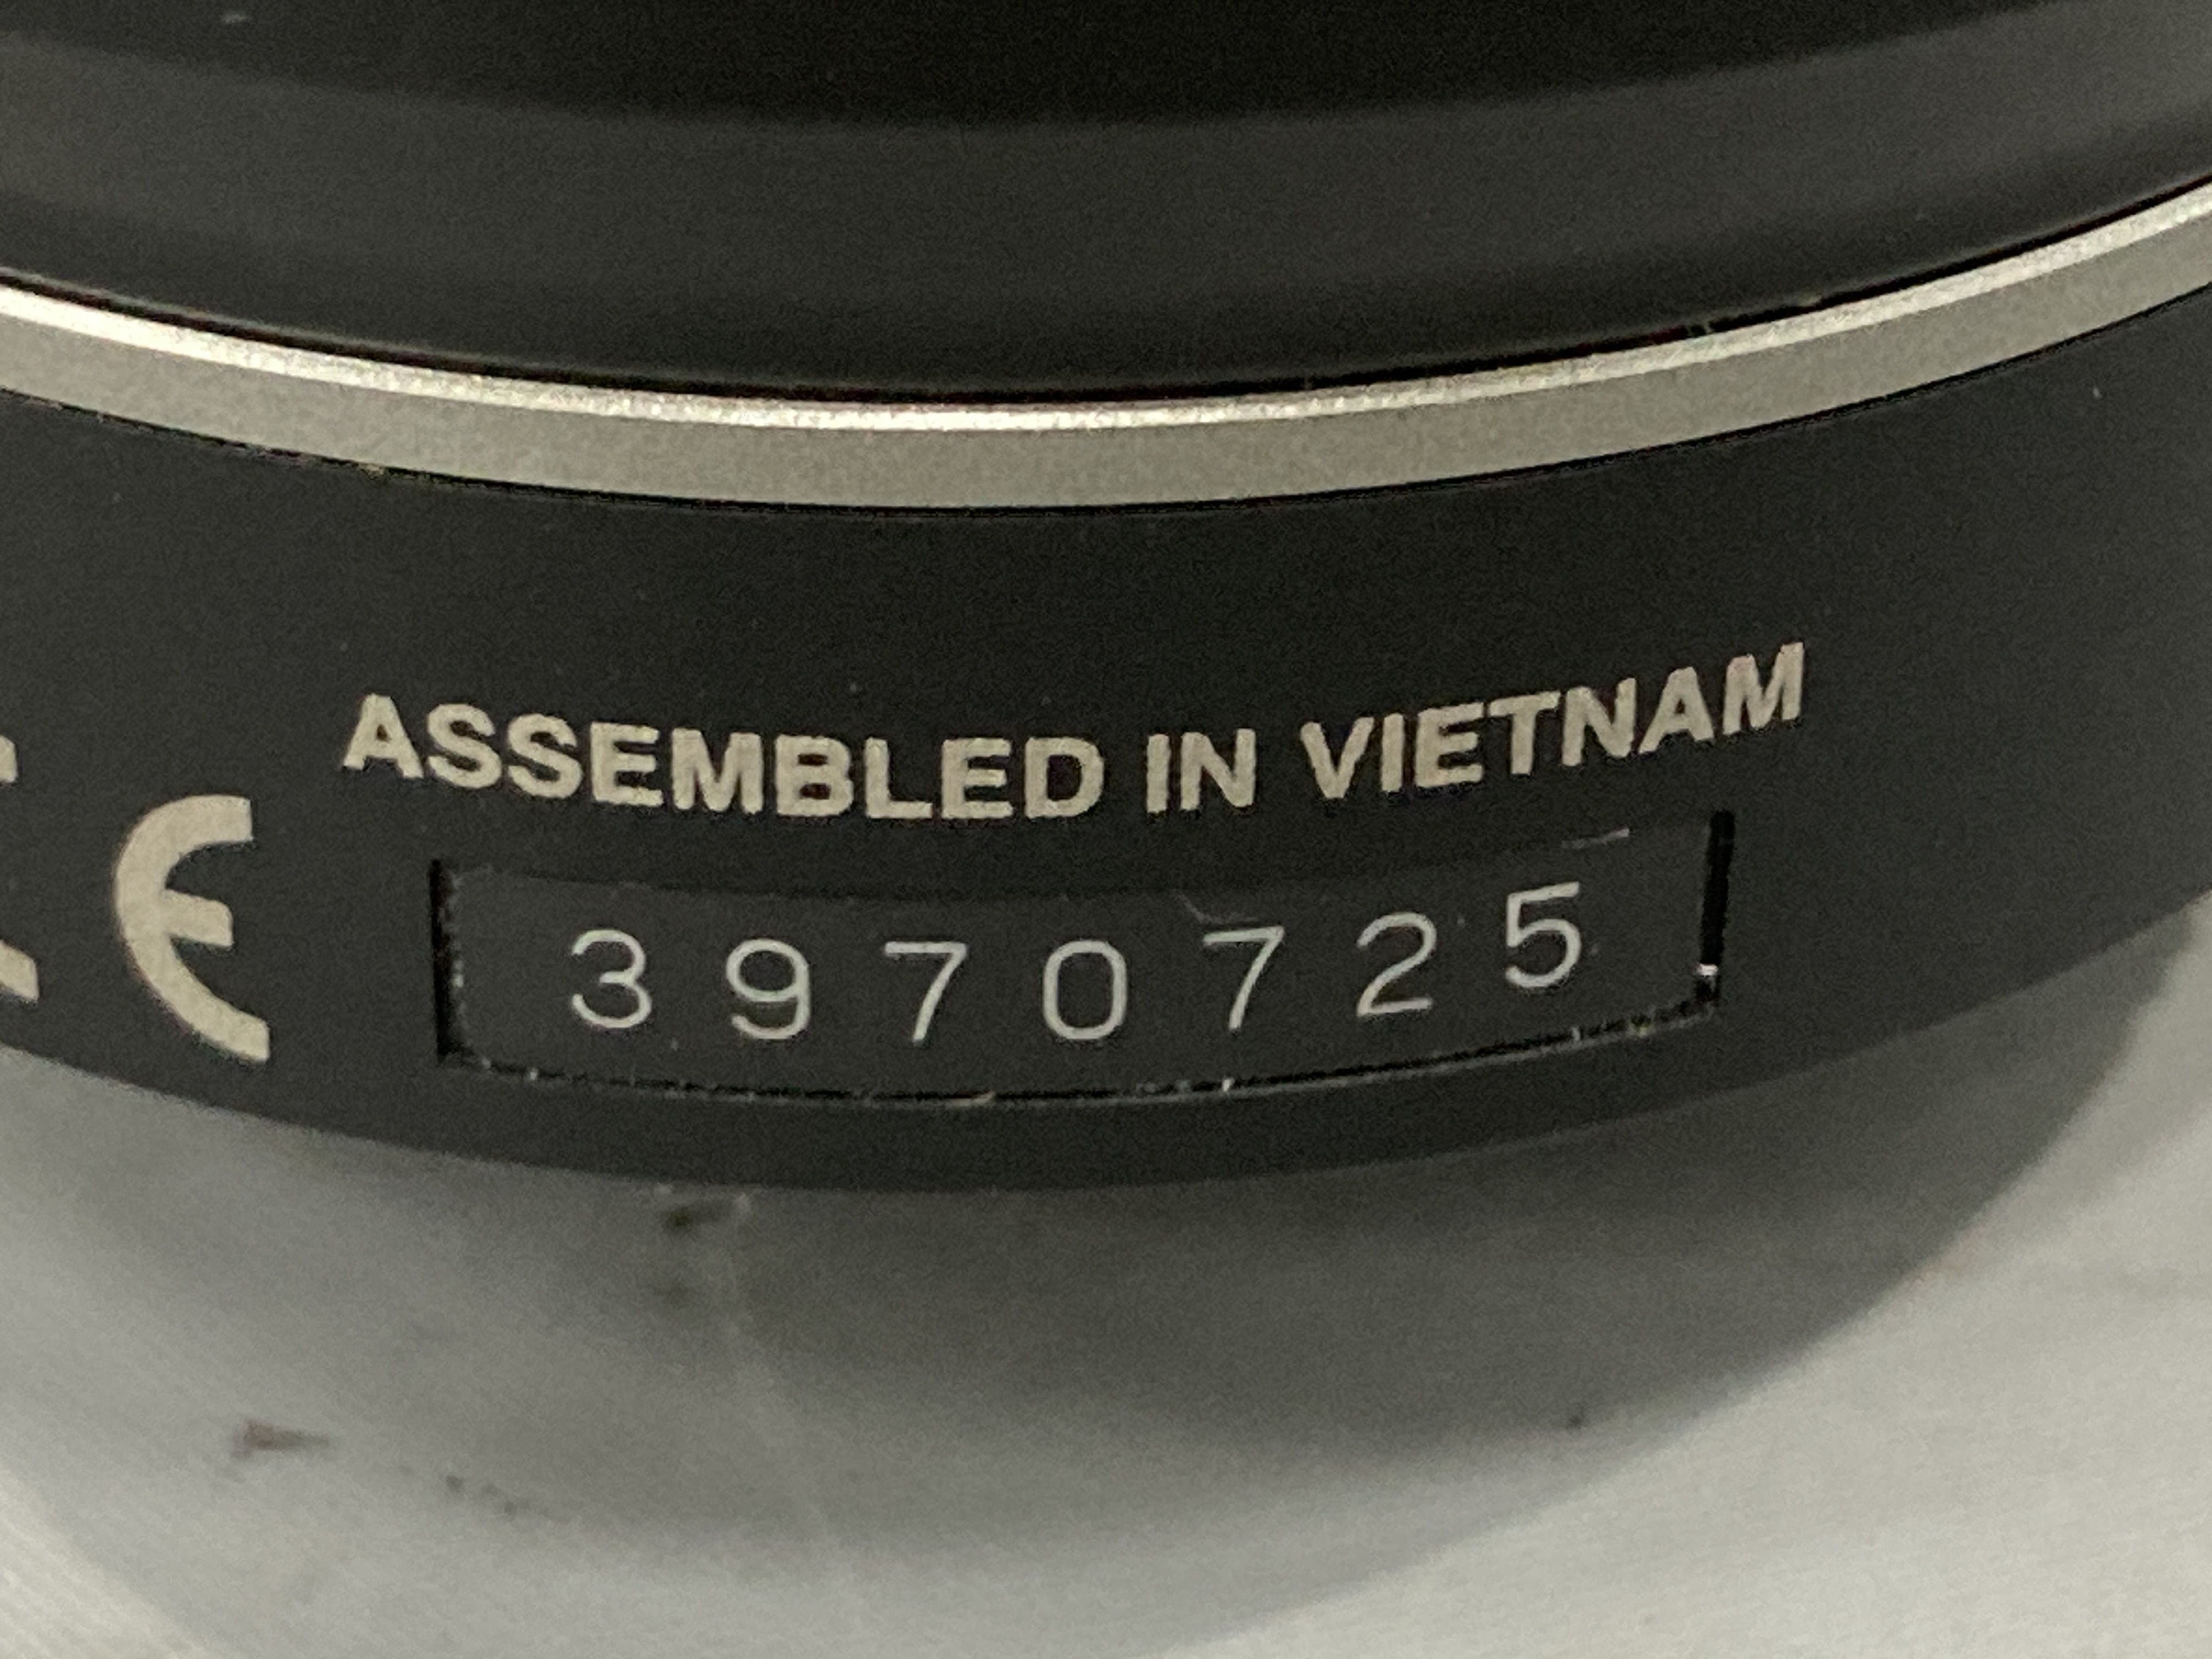 ASSEMBLED IN VIETNAM
CE
3970725